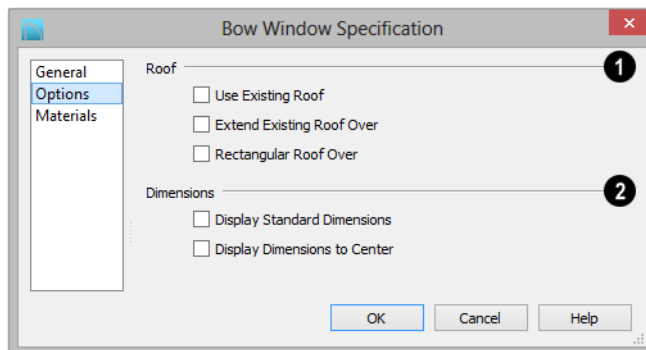 Bow Window Specification
General
Options
Materials
Roof
1
Use Existing Roof
Extend Existing Roof Over
Rectangular Roof Over
Dimensions
2
Display Standard Dimensions
Display Dimensions to Center
OK
Cancel
Help